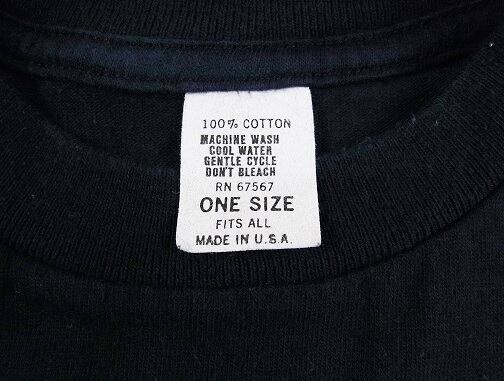 100% COTTON
MACHINE WASH
COOL WATER
GENTLE CYCLE
DON'T BLEACH
RN 67567
ONE SIZE
FITS ALL
MADE IN U.S.A.